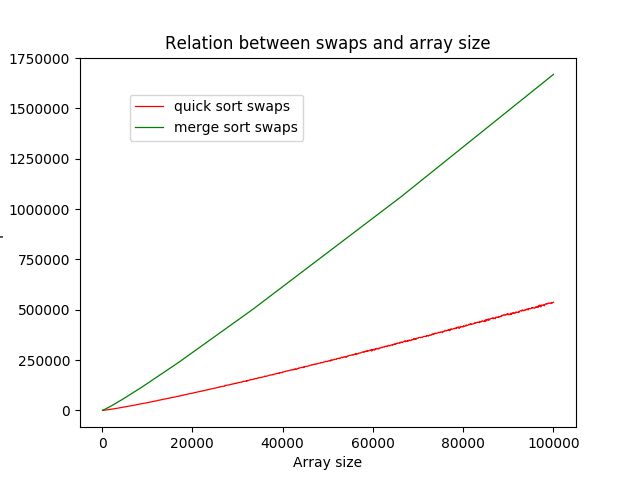 Relation between swaps and array size
1750000
1500000
1250000
1000000
750000
500000
250000
0
quick sort swaps
merge sort swaps
0 20000 40000 60000 80000 100000
Array size